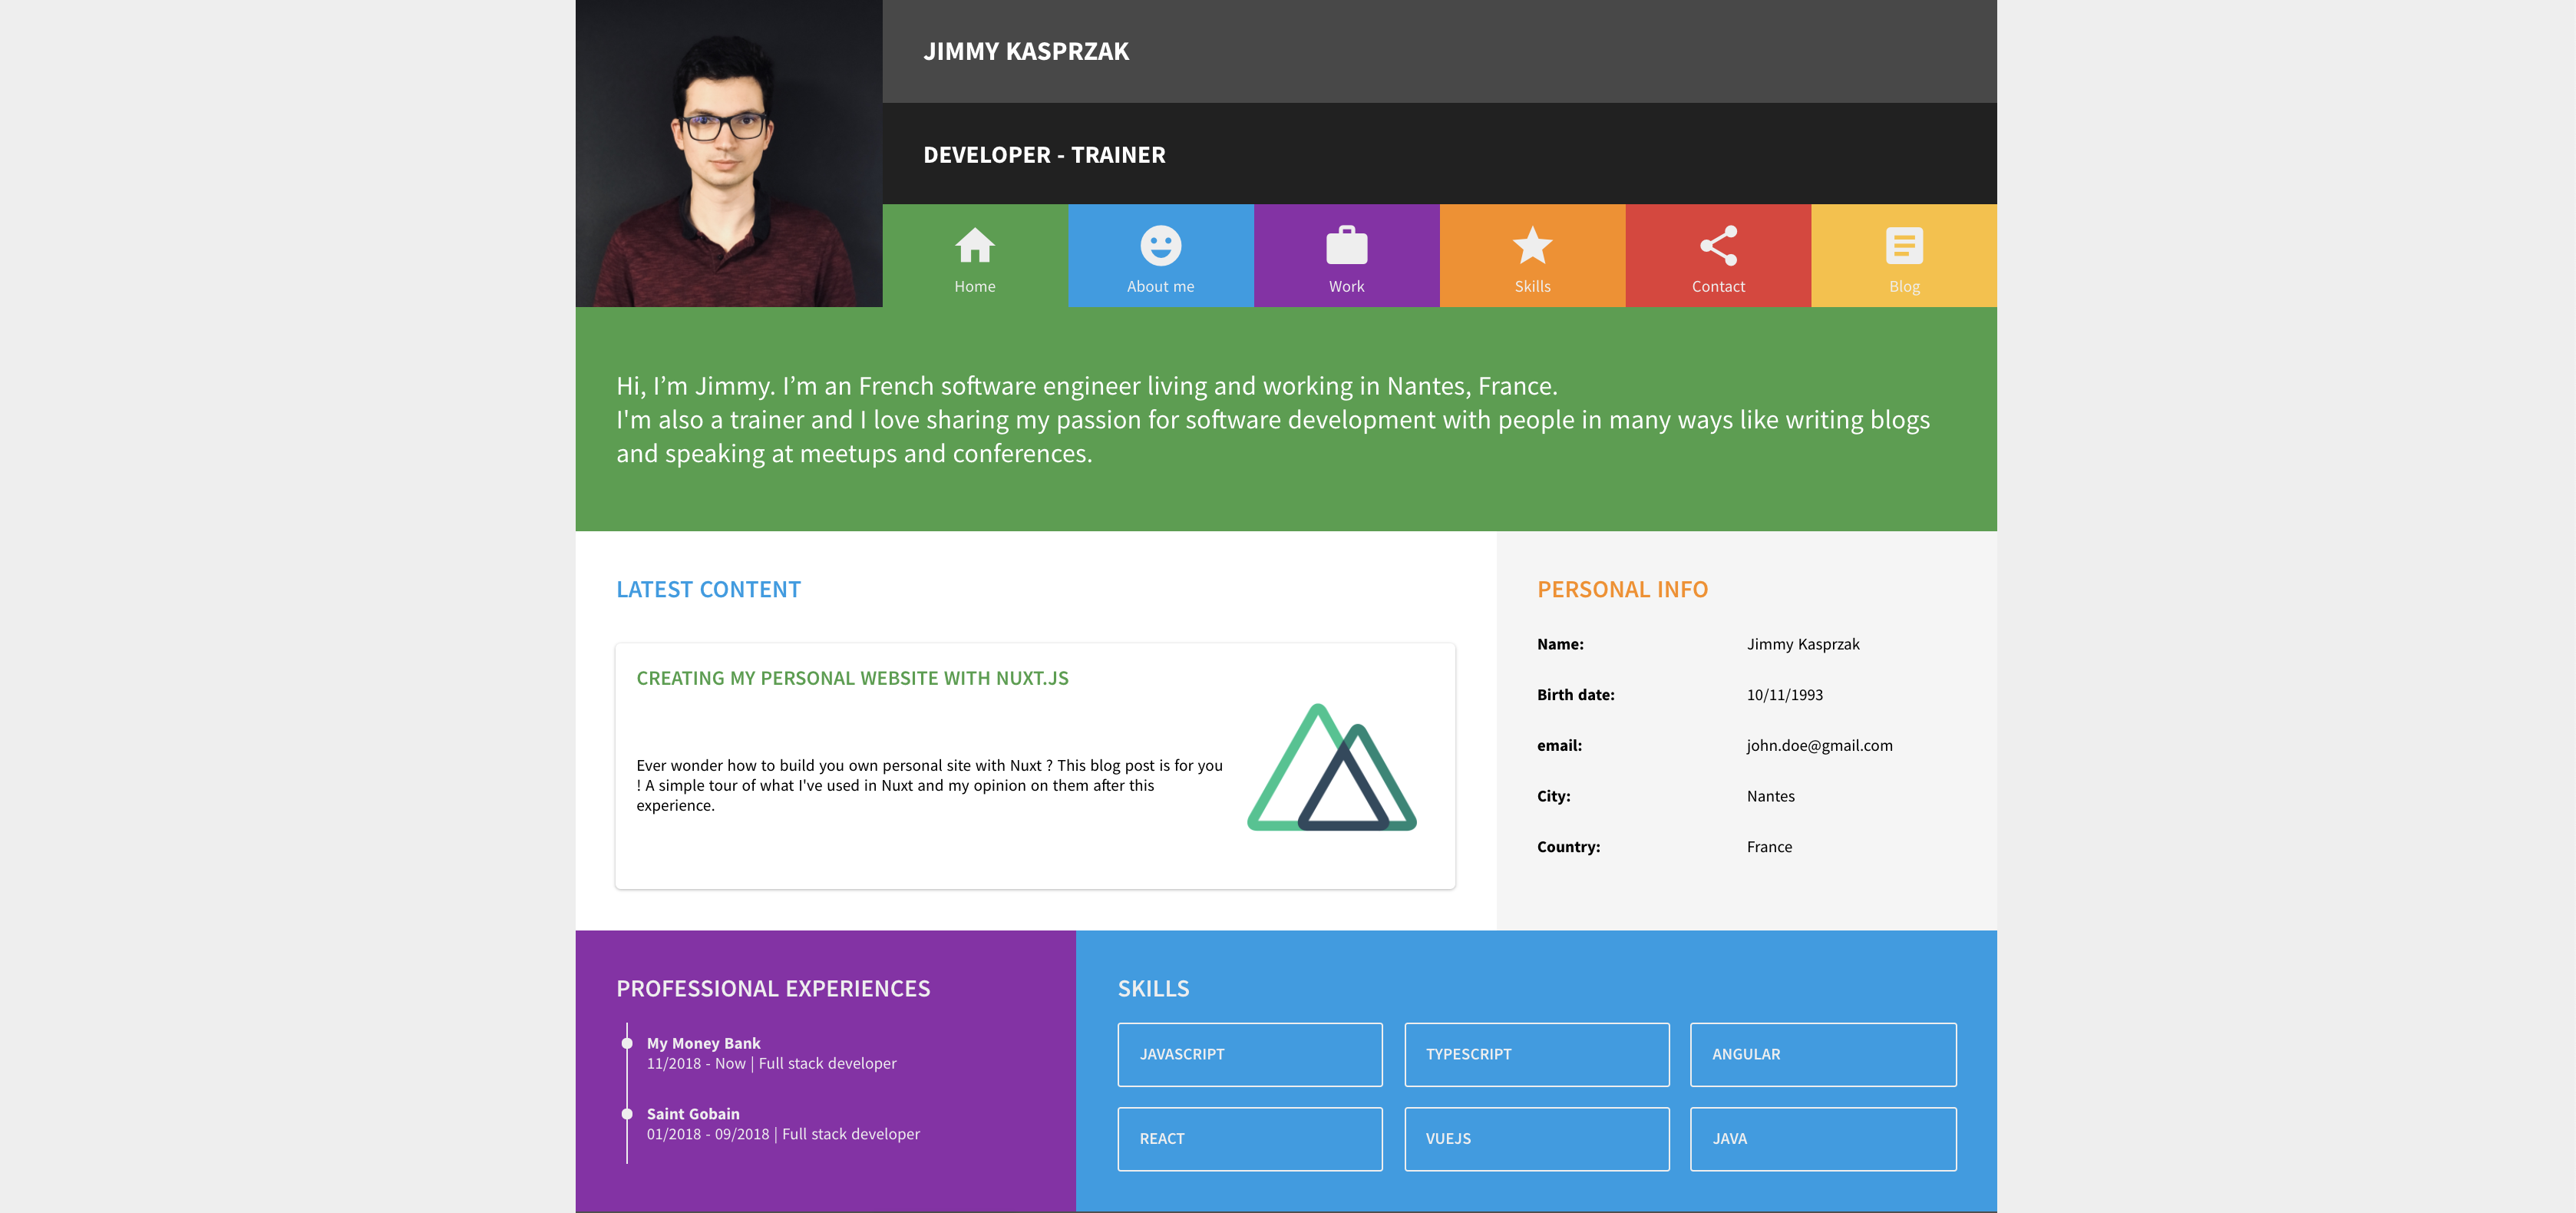 JIMMY KASPRZAK
DEVELOPER - TRAINER
Home
About me
Work
Skills
Contact
Blog
Hi, I’m Jimmy. I’m an French software engineer living and working in Nantes, France.
I'm also a trainer and I love sharing my passion for software development with people in many ways like writing blogs
and speaking at meetups and conferences.
LATEST CONTENT
CREATING MY PERSONAL WEBSITE WITH NUXT.JS
Ever wonder how to build you own personal site with Nuxt ? This blog post is for you
! A simple tour of what I've used in Nuxt and my opinion on them after this
experience.
PERSONAL INFO
Name: Jimmy Kasprzak
Birth date: 10/11/1993
email: john.doe@gmail.com
City: Nantes
Country: France
PROFESSIONAL EXPERIENCES
My Money Bank
11/2018 - Now | Full stack developer
Saint Gobain
01/2018 - 09/2018 | Full stack developer
SKILLS
JAVASCRIPT
TYPESCRIPT
ANGULAR
REACT
VUEJS
JAVA